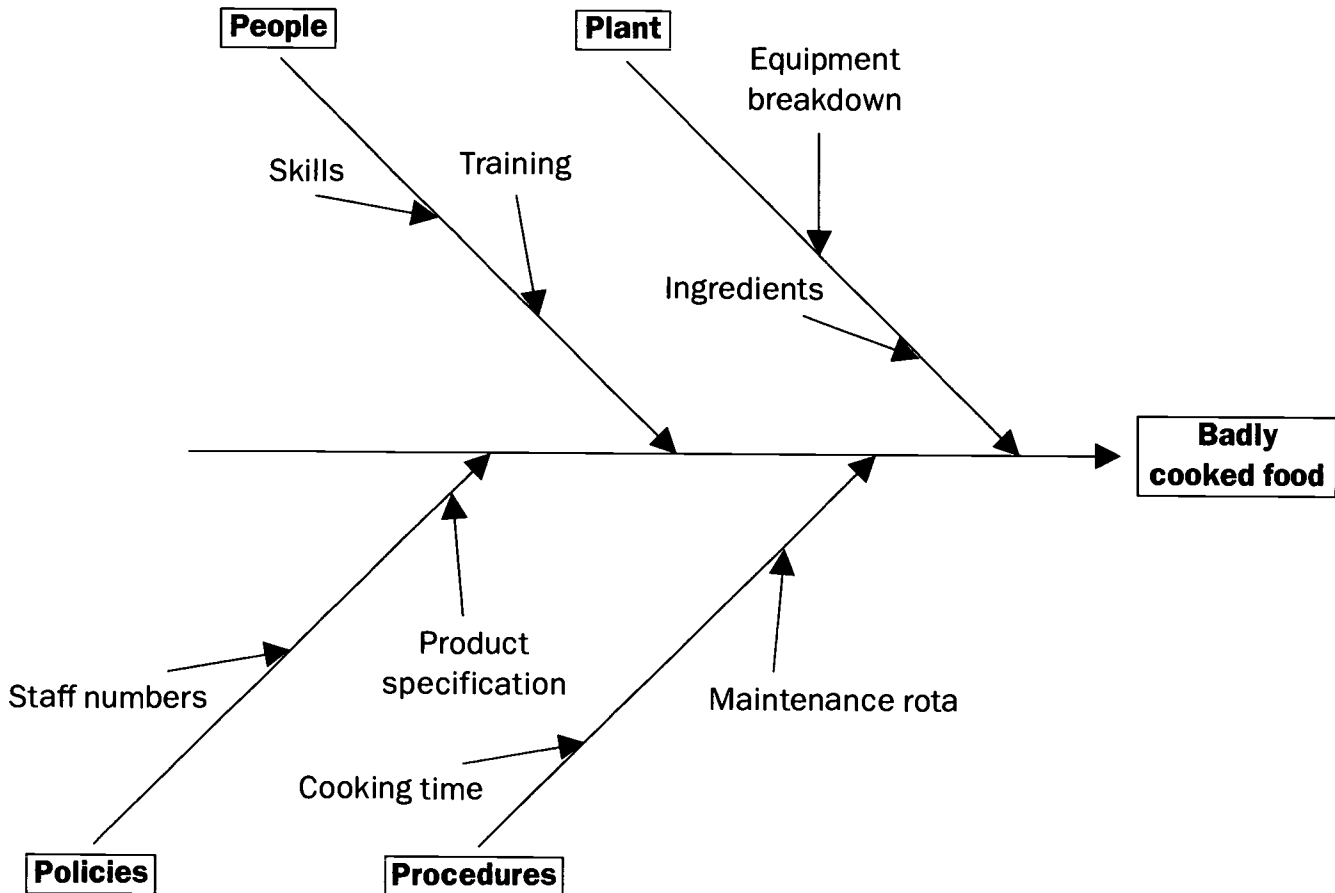 People
Plant
Equipment
breakdown
Skills
Training
Ingredients
Badly
cooked food
Staff numbers
Product
specification
Maintenance rota
Cooking time
Policies
Procedures